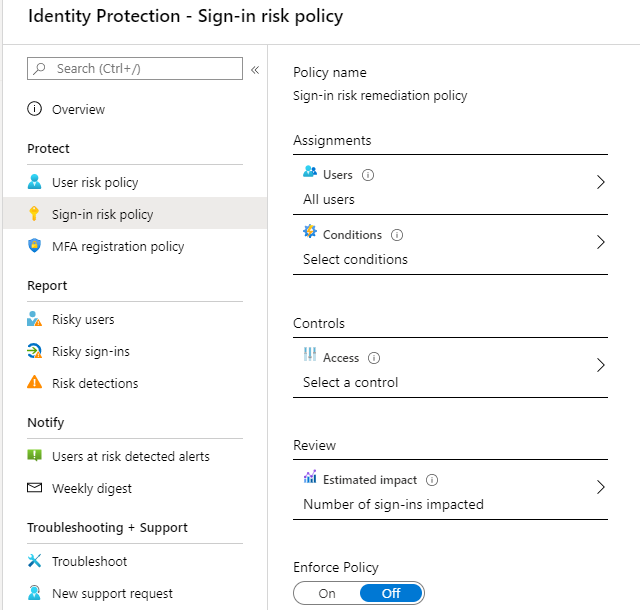 Identity Protection - Sign-in risk policy
Search (Ctrl+/)
«
Overview
Protect
User risk policy
Sign-in risk policy
MFA registration policy
Report
Risky users
Risky sign-ins
Risk detections
Notify
Users at risk detected alerts
Weekly digest
Troubleshooting + Support
Troubleshoot
New support request
Policy name
Sign-in risk remediation policy
Assignments
Users
All users
Conditions
Select conditions
Controls
Access
Select a control
Review
Estimated impact
Number of sign-ins impacted
Enforce Policy
On Off